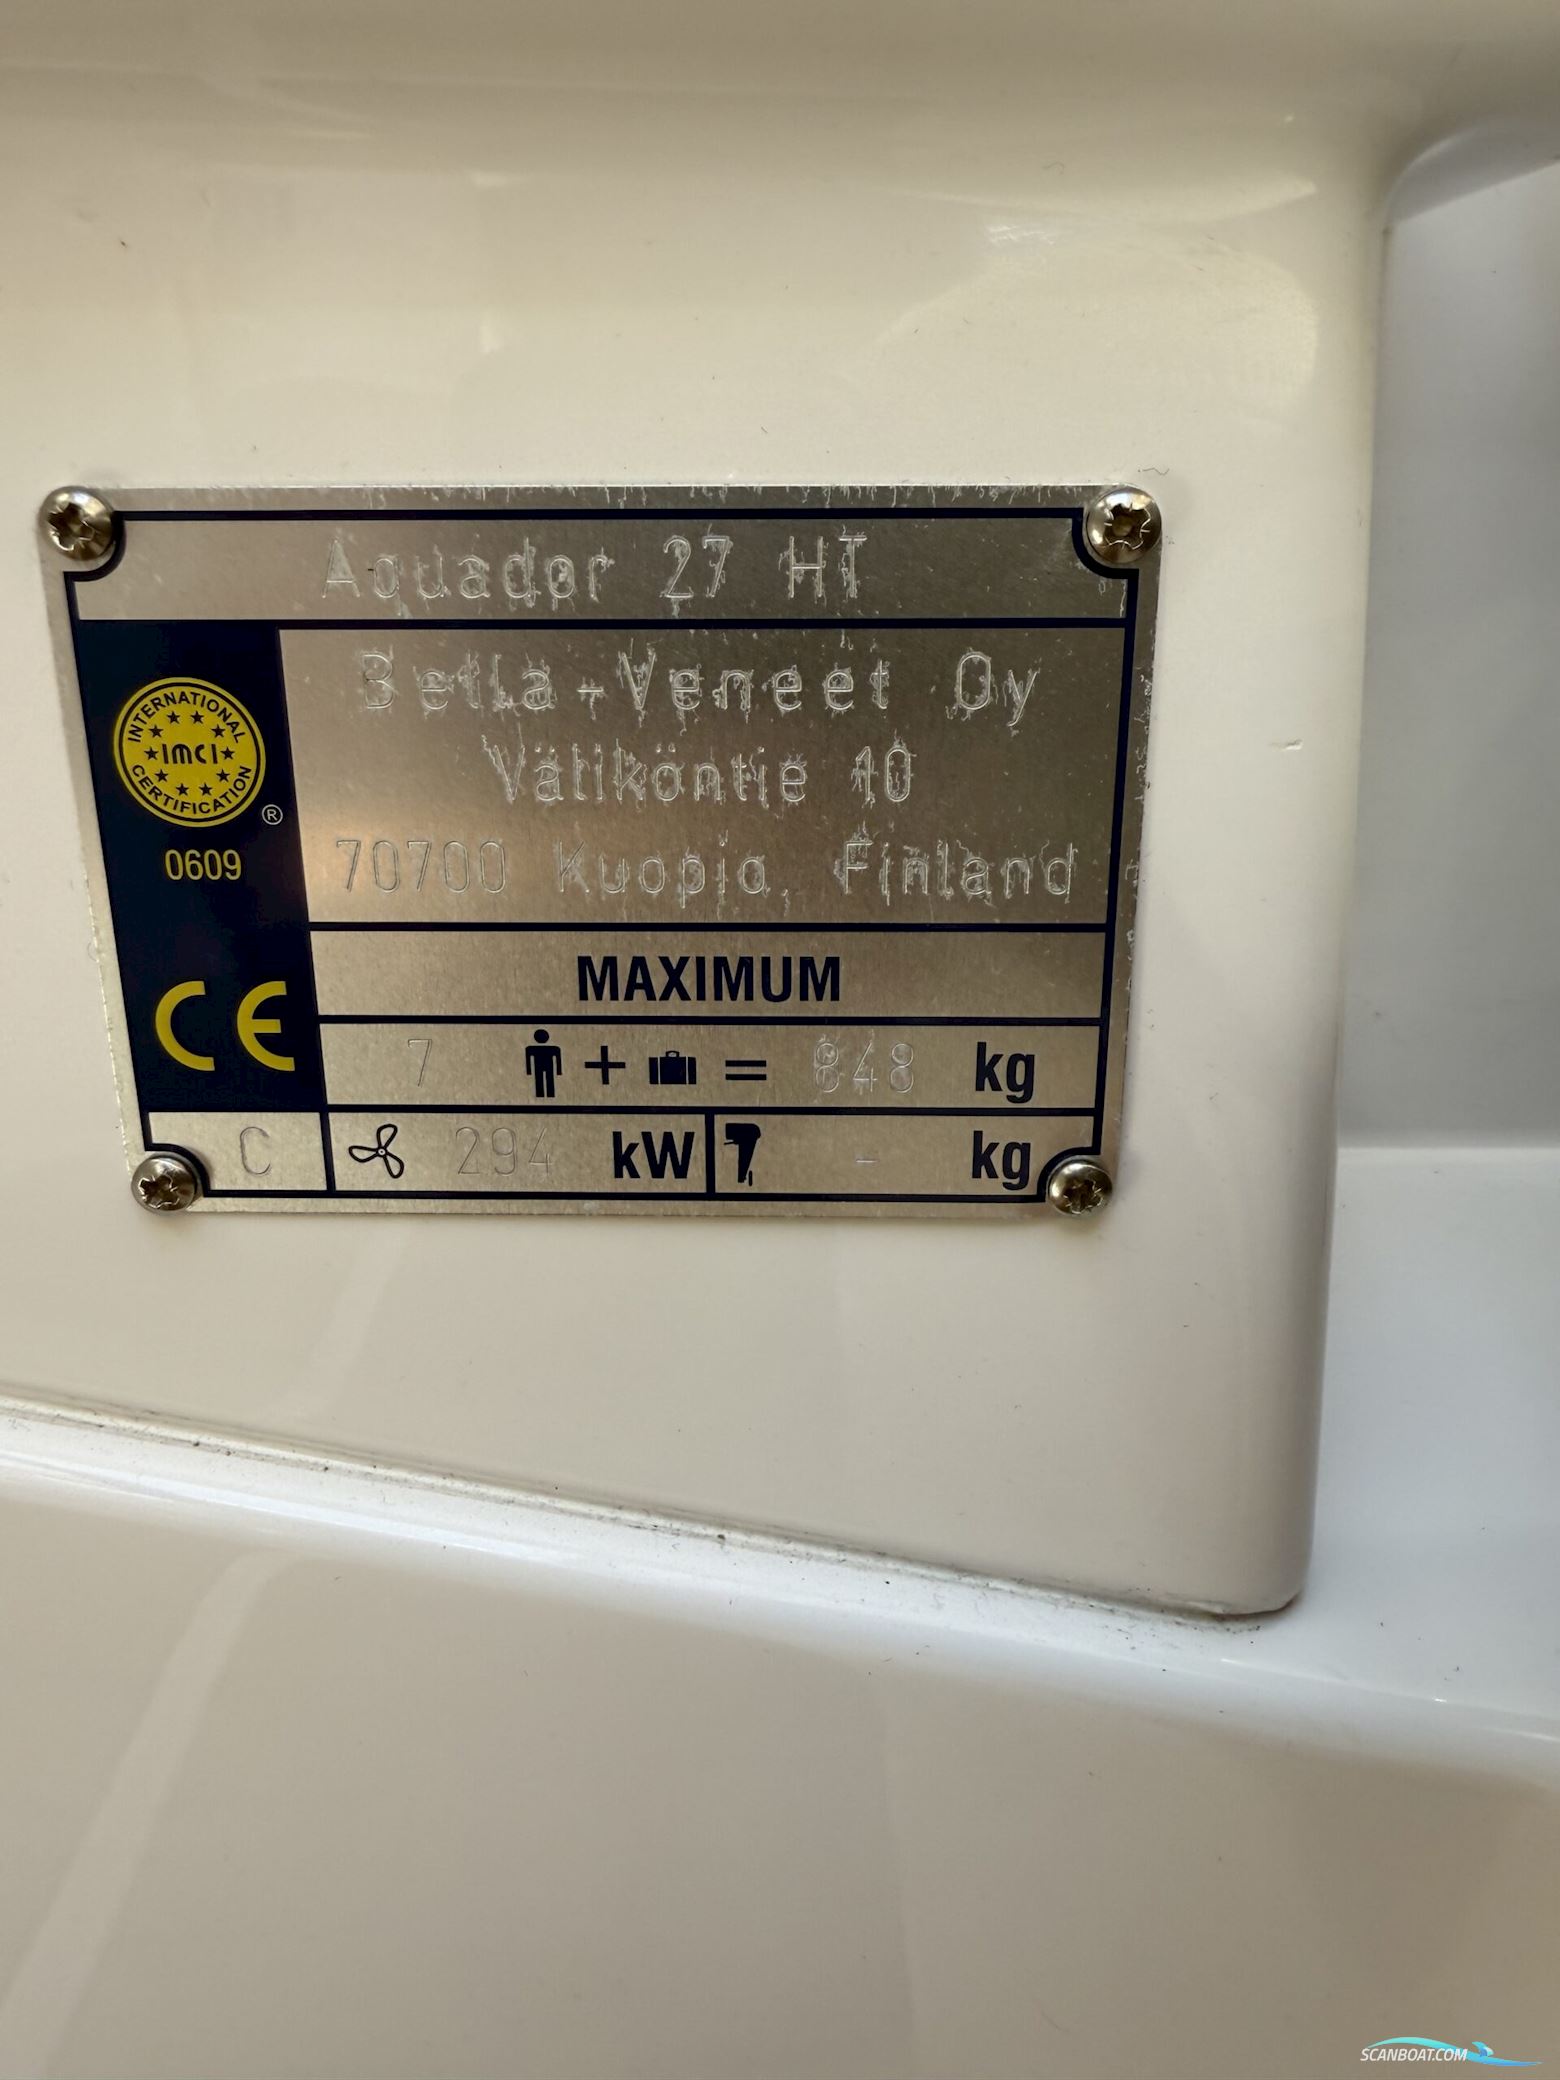 Aquador 27 HT
Bella-Veneet Oy
Väliköntie 10
70700 Kuopio, Finland
INTERNATIONAL
IMCI
CERTIFICATION
®
0609
CE
MAXIMUM
7 + = 848 kg
C 294 kW - kg
SCANBOAT.COM